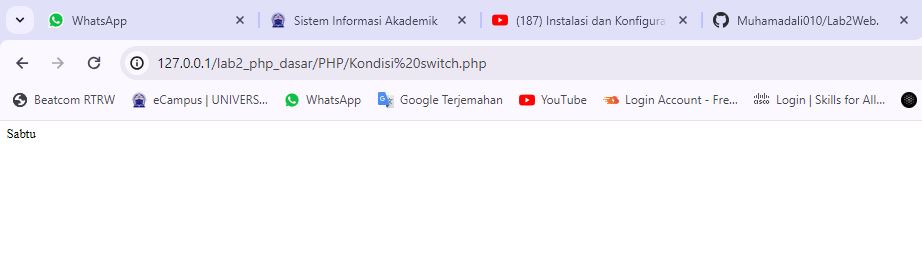 WhatsApp
Sistem Informasi Akademik
(187) Instalasi dan Konfigura
Muhamadali010/Lab2Web.
127.0.0.1/lab2_php_dasar/PHP/Kondisi%20switch.php
Beatcom RTRW
eCampus | UNIVERS...
WhatsApp
Google Terjemahan
YouTube
Login Account - Fre...
cisco
Login | Skills for All...
Sabtu